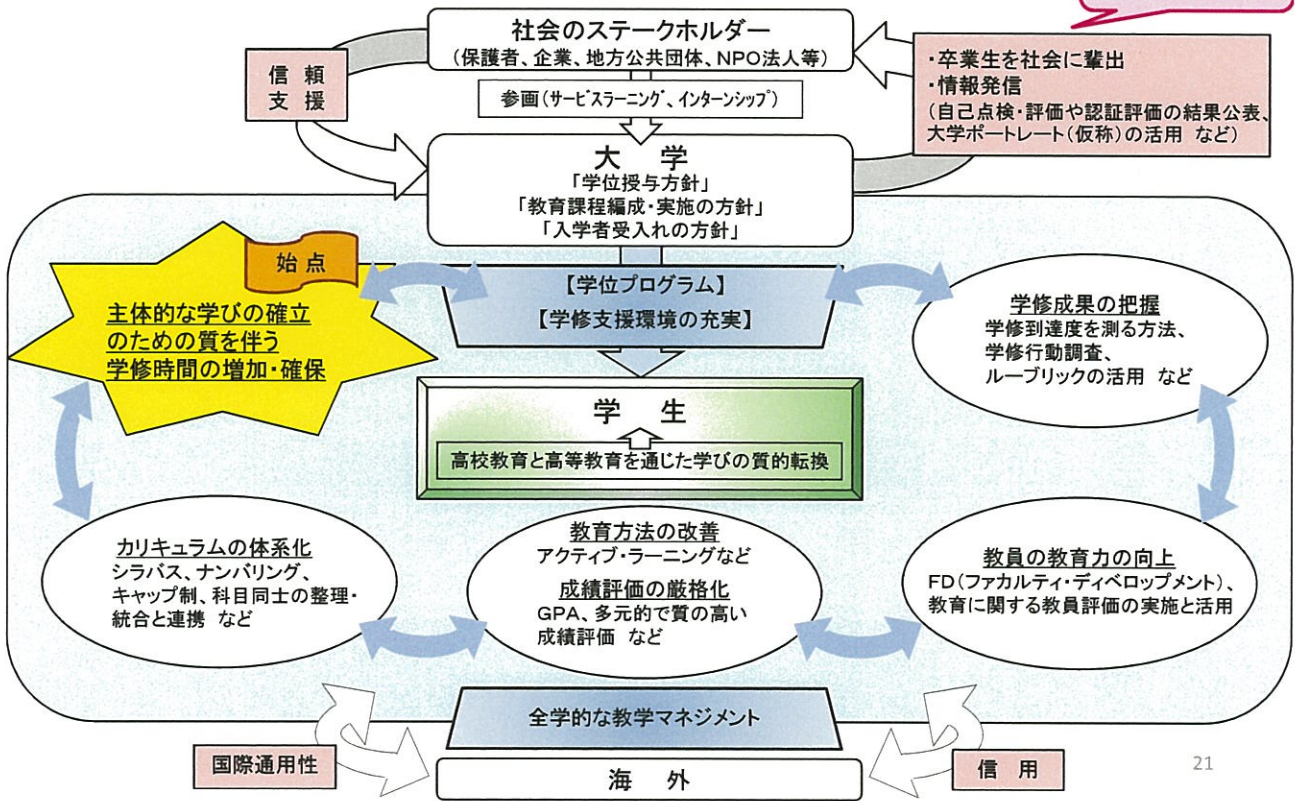 社会のステークホルダー
(保護者、企業、地方公共団体、NPO法人等)
信 頼
支 援
参画(サービスラーニング、インターンシップ)
・卒業生を社会に輩出
・情報発信
(自己点検・評価や認証評価の結果公表、
大学ポートレート(仮称)の活用 など)
大 学
「学位授与方針」
「教育課程編成・実施の方針」
「入学者受入れの方針」
始 点
主体的な学びの確立
のための質を伴う
学修時間の増加・確保
【学位プログラム】
【学修支援環境の充実】
学修成果の把握
学修到達度を測る方法、
学修行動調査、
ルーブリックの活用 など
学 生
高校教育と高等教育を通じた学びの質的転換
カリキュラムの体系化
シラバス、ナンバリング、
キャップ制、科目同士の整理・
統合と連携 など
教育方法の改善
アクティブ・ラーニングなど
成績評価の厳格化
GPA、多元的で質の高い
成績評価 など
教員の教育力の向上
FD(ファカルティ・ディベロップメント)、
教育に関する教員評価の実施と活用
全学的な教学マネジメント
国際通用性
海 外
信 用
21